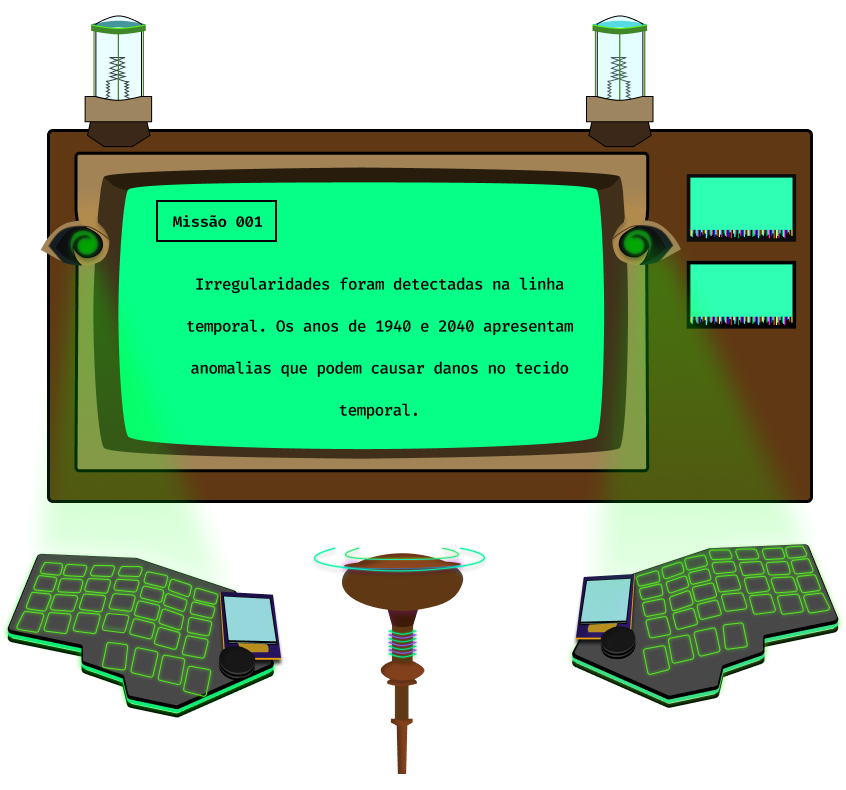 Missão 001
Irregularidades foram detectadas na linha
temporal. Os anos de 1940 e 2040 apresentam
anomalias que podem causar danos no tecido
temporal.